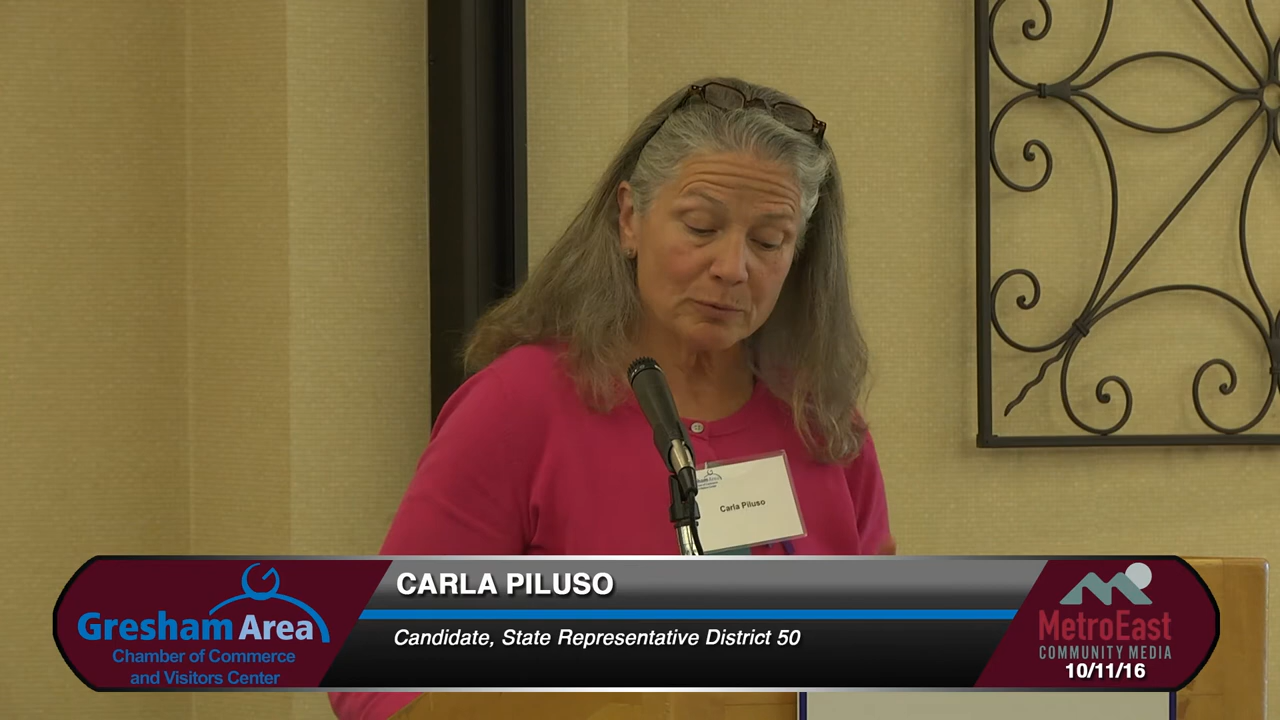 Carla Piluso
CARLA PILUSO
Candidate, State Representative District 50
Gresham Area
Chamber of Commerce
and Visitors Center
MetroEast
COMMUNITY MEDIA
10/11/16